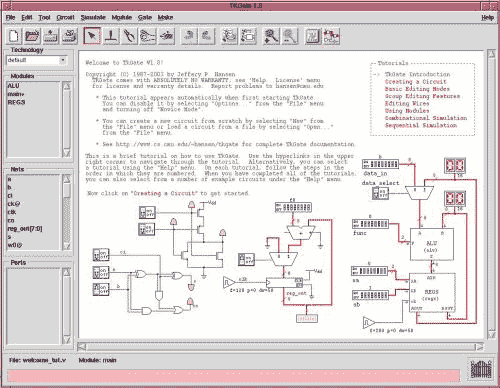 TKGate 1.8
File Edit Tool Circuit Simulate Module Gate Make Help
Technology
default
Modules
ALU
main+
REGS
Nets
a
b
c1
ck@
clk
co
reg_out[7:0]
s
w0@
Ports
Welcome to TkGate V1.8!
Copyright (C) 1987-2003 by Jeffery P. Hansen
TkGate comes with ABSOLUTELY NO WARRANTY, see 'Help... License' menu
for license and warranty details. Report problems to hansen@cmu.edu
* This tutorial appears automatically when first starting TkGate.
You can disable it by selecting "Options..." from the "File" menu
and turning off "Novice Mode".
* You can create a new circuit from scratch by selecting "New" from
the "File" menu or load a circuit from a file by selecting "Open..."
from the "File" menu.
* See http://www.cs.cmu.edu/~hansen/tkgate for complete TkGate documentation.
This is a brief tutorial on how to use TkGate. Use the hyperlinks in the upper
right corner to navigate through the tutorial. Alternatively, you can select
a tutorial using the "Help" menu. On each tutorial, follow the steps in the
order in which they are numbered. When you have completed all of the tutorials,
you can also select from a number of example circuits under the "Help" menu.
Now click on "Creating a Circuit" to get started.
Tutorials
-> TkGate Introduction
Creating a Circuit
Basic Editing Modes
Group Editing Features
Editing Wires
Using Modules
Combinational Simulation
Sequential Simulation
data_in
data select
func
ALU
(alu)
REGS
(regs)
sa
sb
Vdd
Vdd
on
off
reg_out
clk
File: welcome_tut.v Module: main